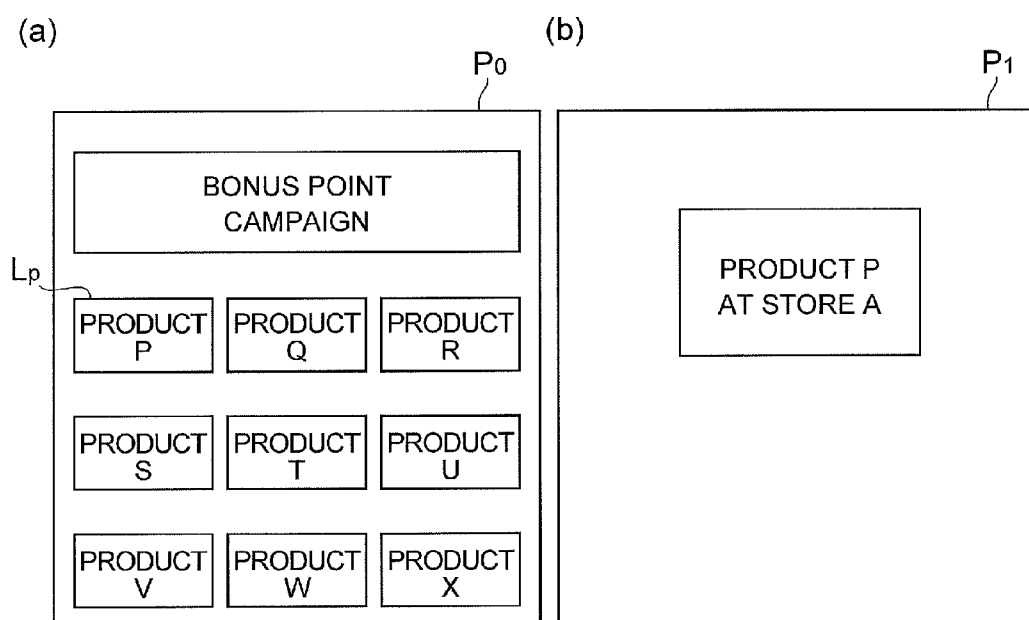 (a)
(b)
P0
P1
BONUS POINT
CAMPAIGN
Lp
PRODUCT
P
PRODUCT
Q
PRODUCT
R
PRODUCT P
AT STORE A
PRODUCT
S
PRODUCT
T
PRODUCT
U
PRODUCT
V
PRODUCT
W
PRODUCT
X